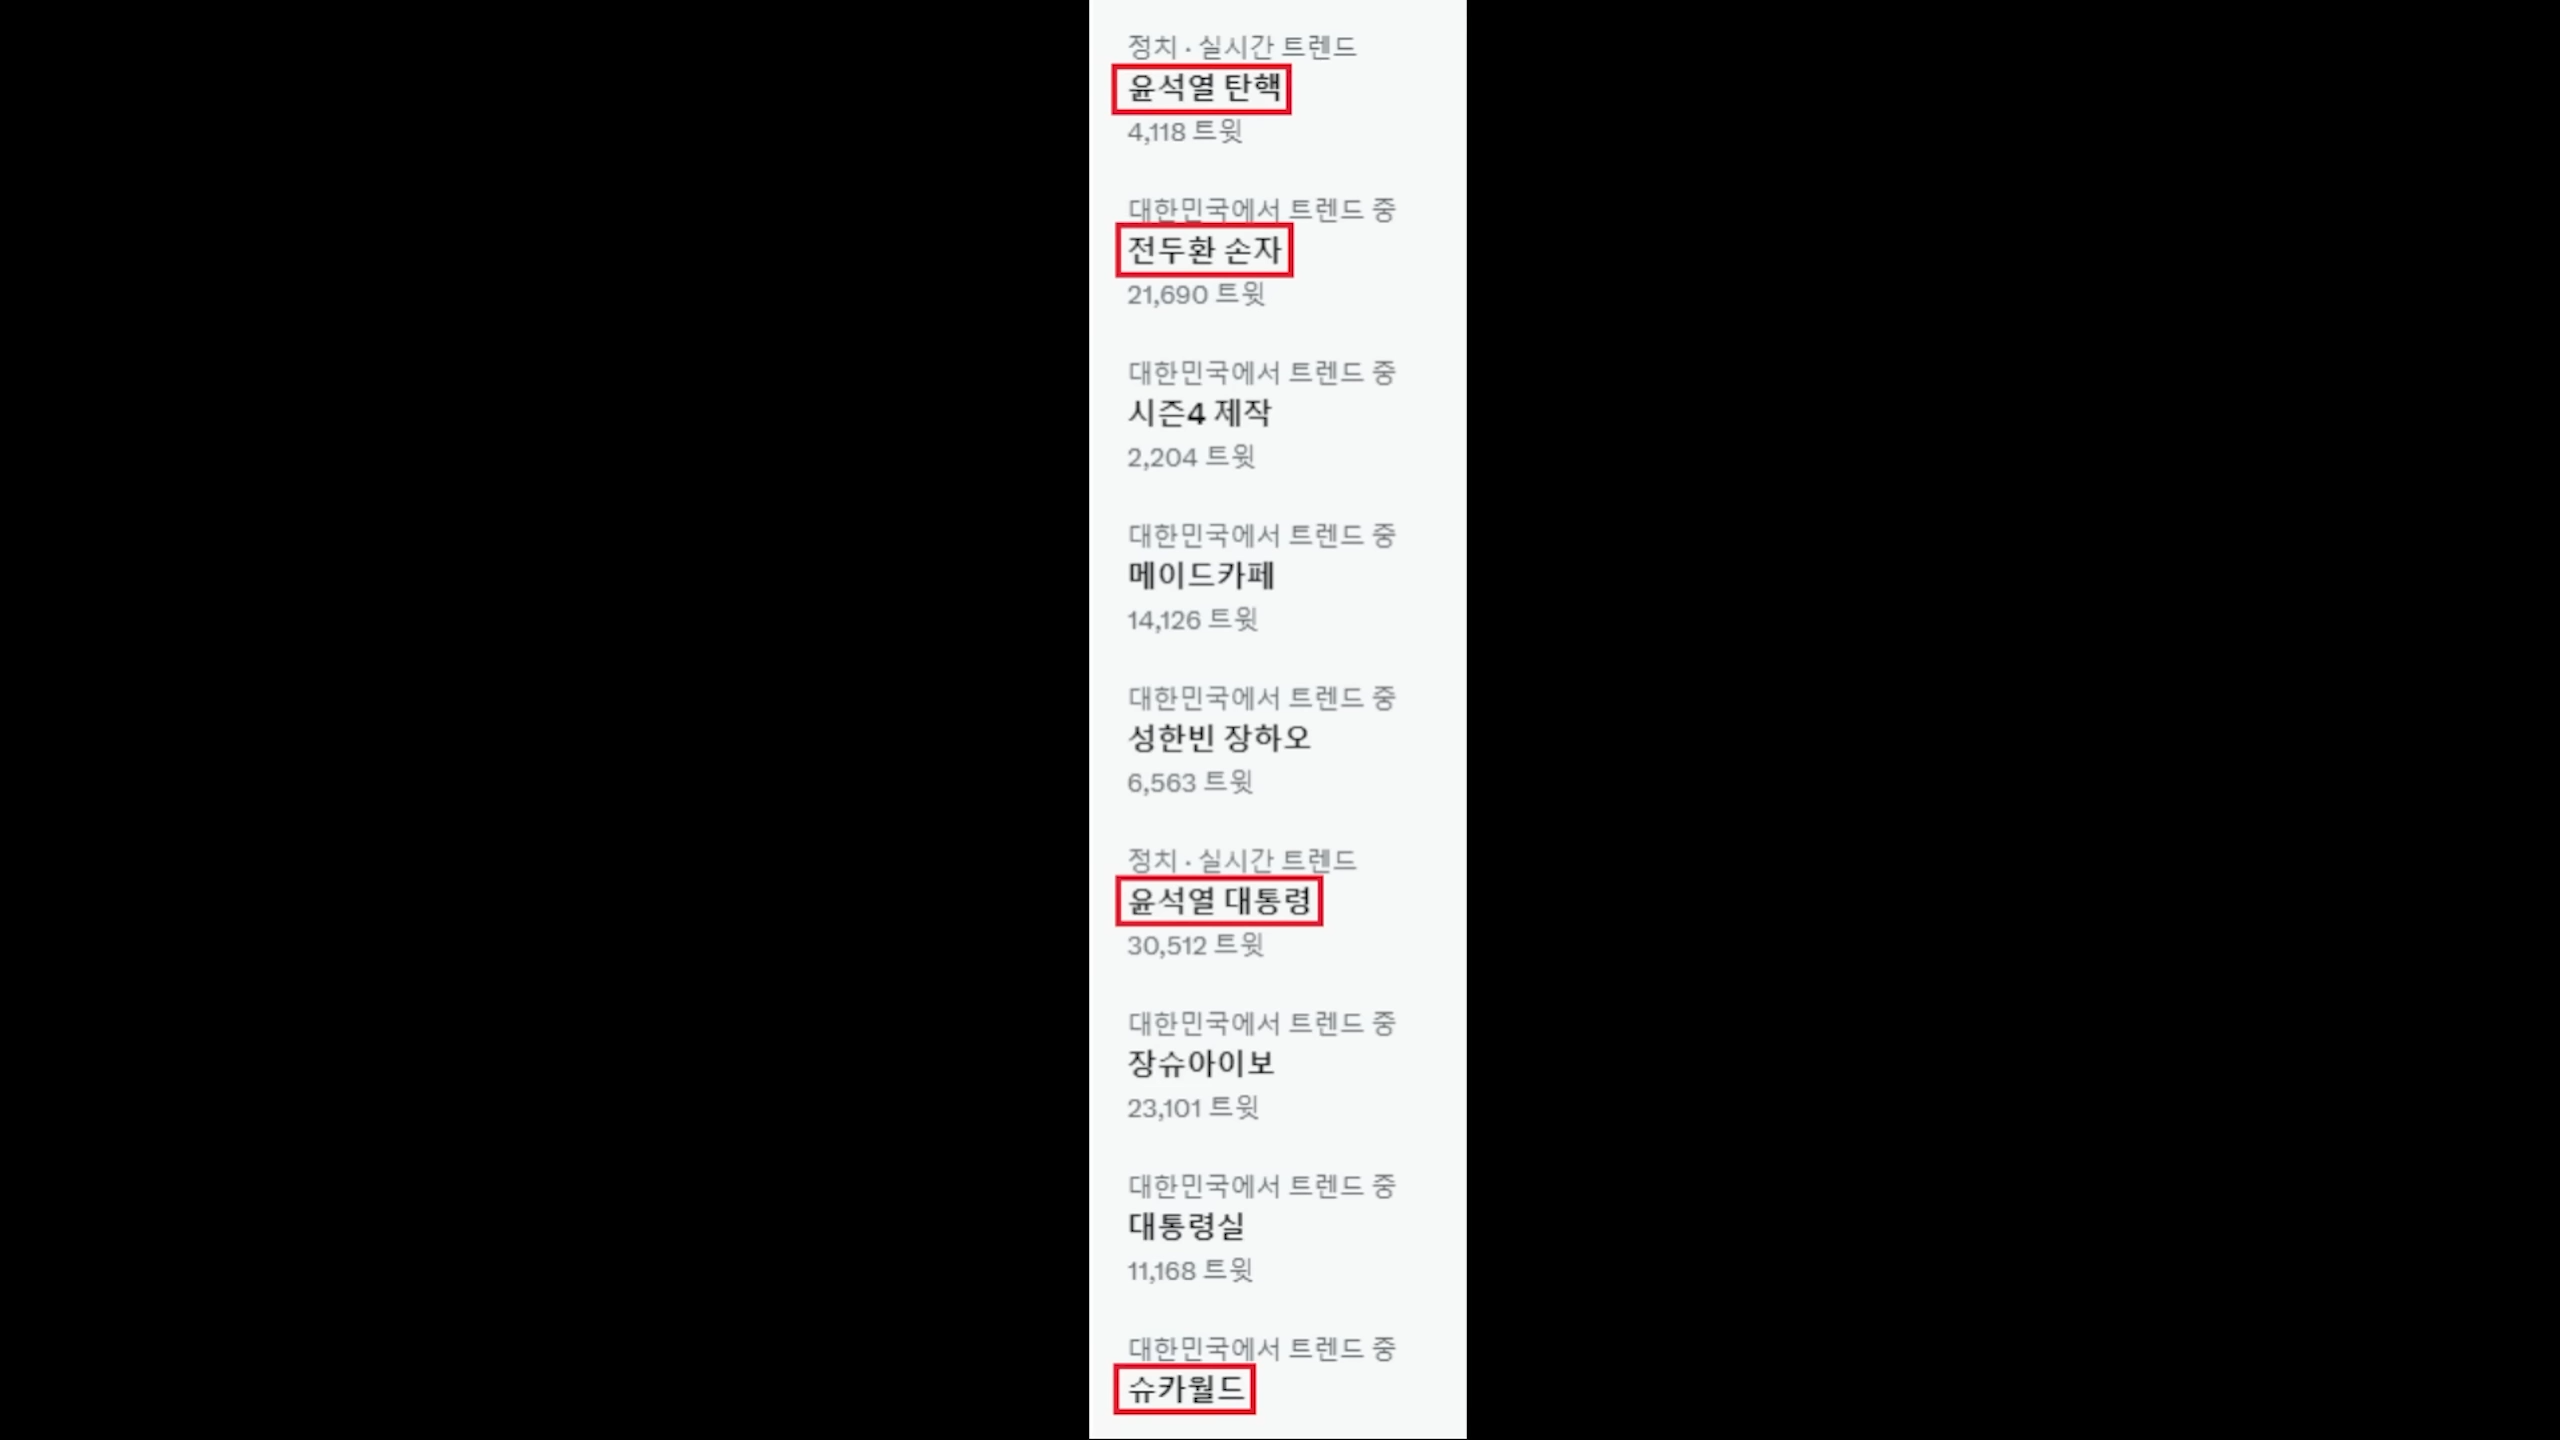 정치 · 실시간 트렌드
윤석열 탄핵
4,118 트윗
대한민국에서 트렌드 중
전두환 손자
21,690 트윗
대한민국에서 트렌드 중
시즌4 제작
2,204 트윗
대한민국에서 트렌드 중
메이드카페
14,126 트윗
대한민국에서 트렌드 중
성한빈 장하오
6,563 트윗
정치 · 실시간 트렌드
윤석열 대통령
30,512 트윗
대한민국에서 트렌드 중
장슈아이보
23,101 트윗
대한민국에서 트렌드 중
대통령실
11,168 트윗
대한민국에서 트렌드 중
슈카월드